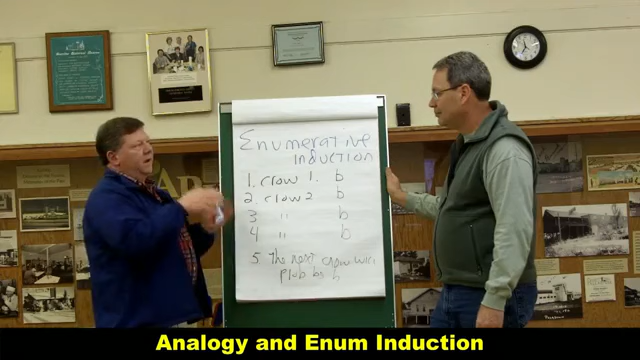 Enumerative
induction
1. crow 1. b
2. crow 2 b
3 " b
4 " b
5. The next crow will
prob be b
Analogy and Enum Induction